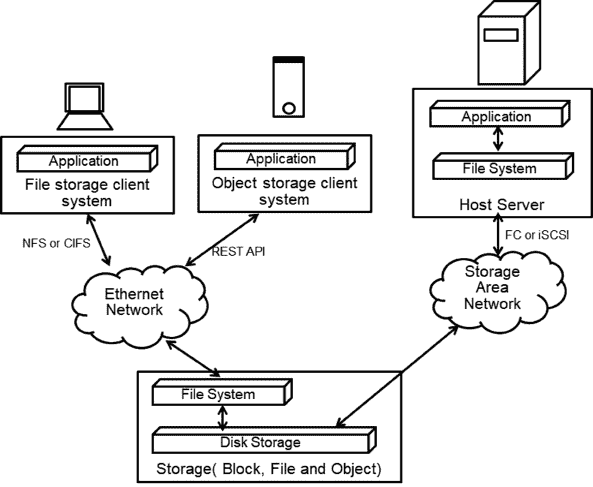 Application
File storage client
system
Application
Object storage client
system
Application
File System
Host Server
NFS or CIFS
REST API
FC or iSCSI
Ethernet
Network
Storage
Area
Network
File System
Disk Storage
Storage( Block, File and Object)